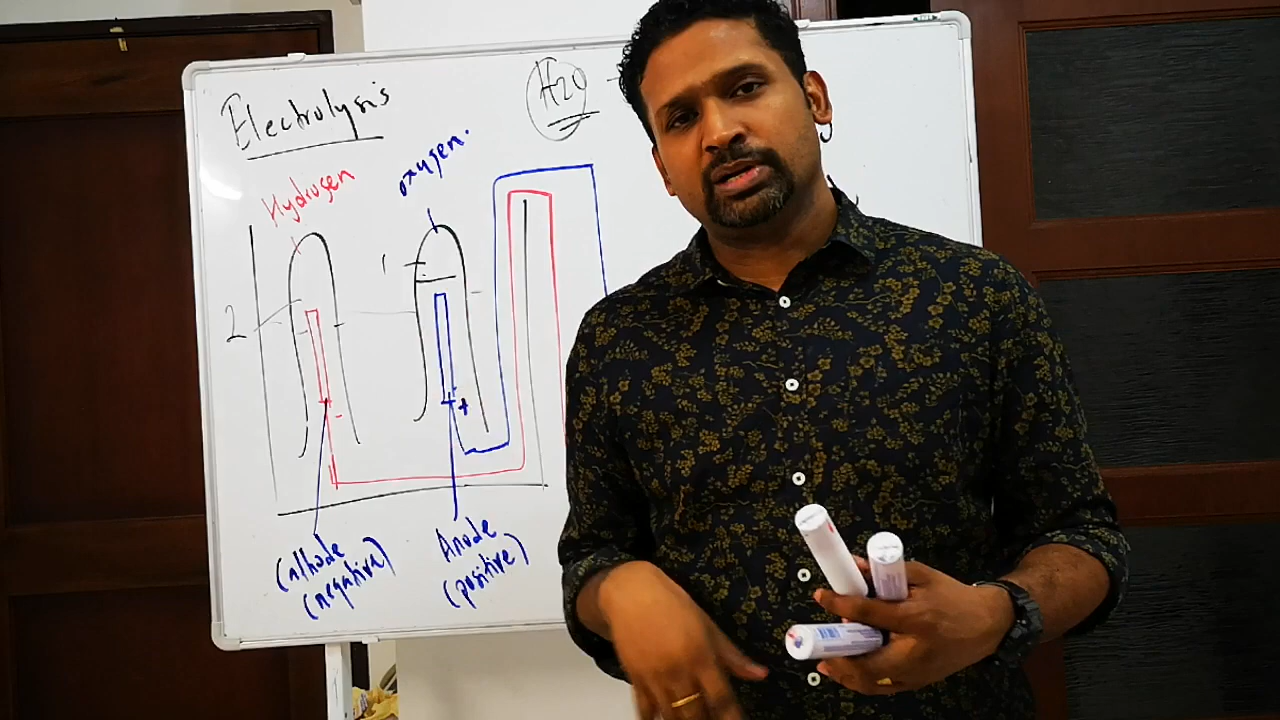 Electrolysis
H2O
Hydrogen
oxygen.
2
1
-
+
Cathode
(negative)
Anode
(positive)